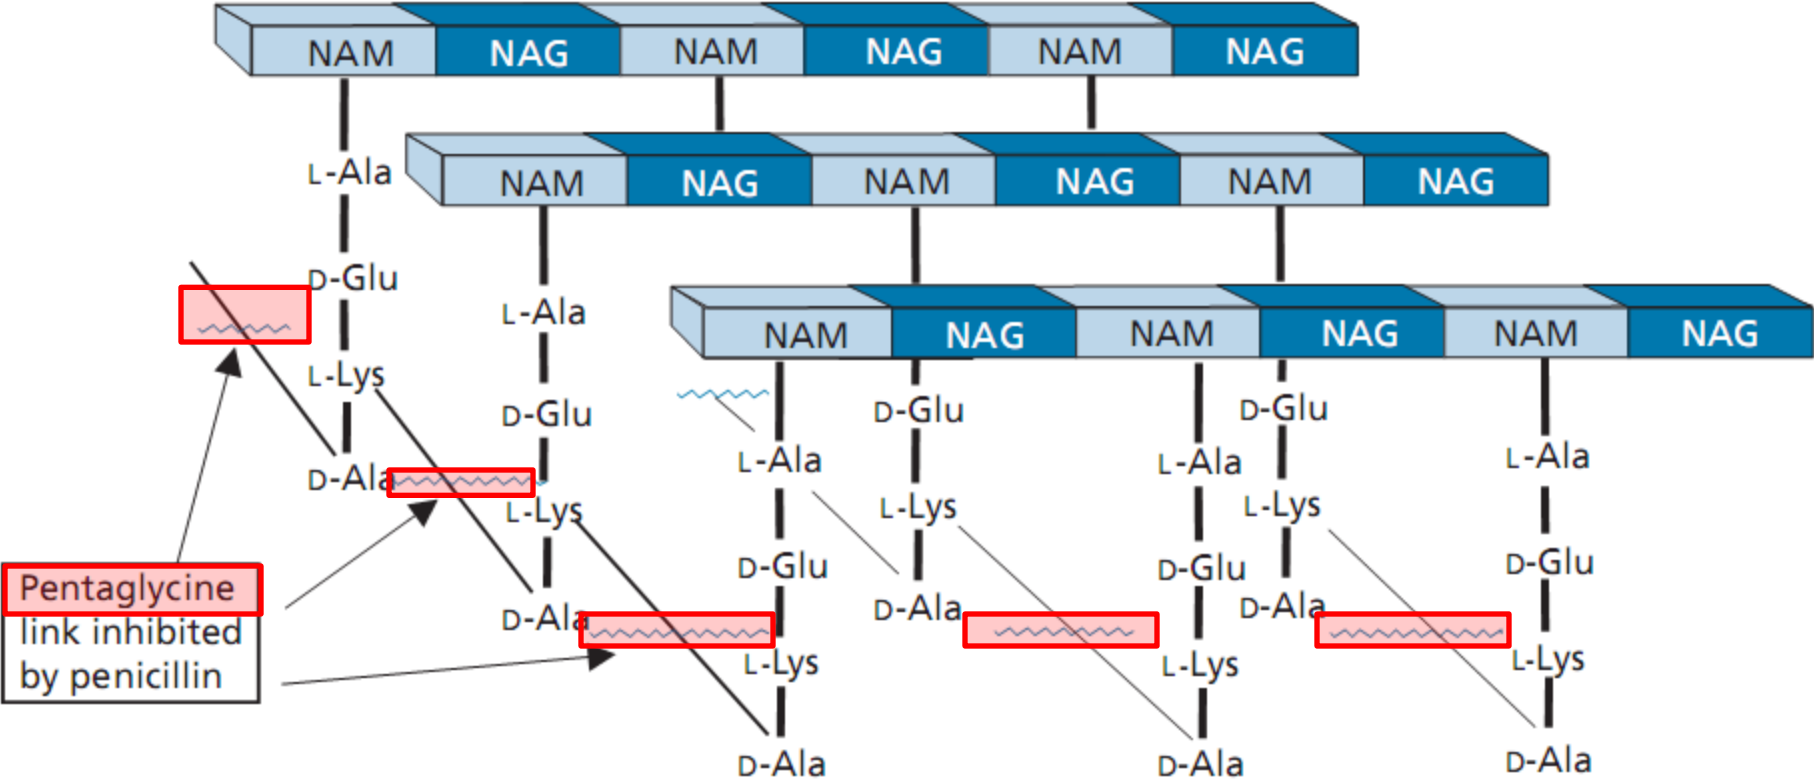 NAM NAG NAM NAG NAM NAG
NAM NAG NAM NAG NAM NAG
NAM NAG NAM NAG NAM NAG
L-Ala
D-Glu
L-Lys
D-Ala
L-Ala
D-Glu
L-Lys
D-Ala
L-Ala
D-Glu
L-Lys
D-Ala
D-Glu
L-Lys
D-Ala
L-Ala
D-Glu
L-Lys
D-Ala
D-Glu
L-Lys
D-Ala
L-Ala
D-Glu
L-Lys
D-Ala
Pentaglycine
link inhibited
by penicillin